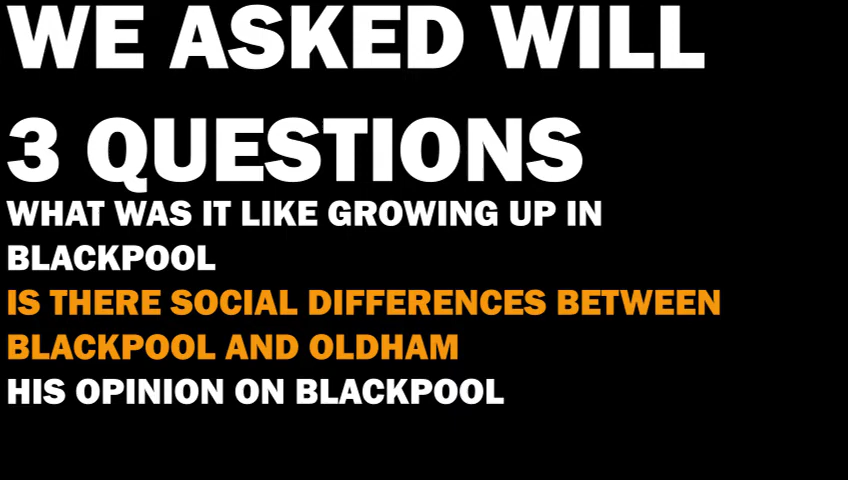 WE ASKED WILL
3 QUESTIONS
WHAT WAS IT LIKE GROWING UP IN
BLACKPOOL
IS THERE SOCIAL DIFFERENCES BETWEEN
BLACKPOOL AND OLDHAM
HIS OPINION ON BLACKPOOL